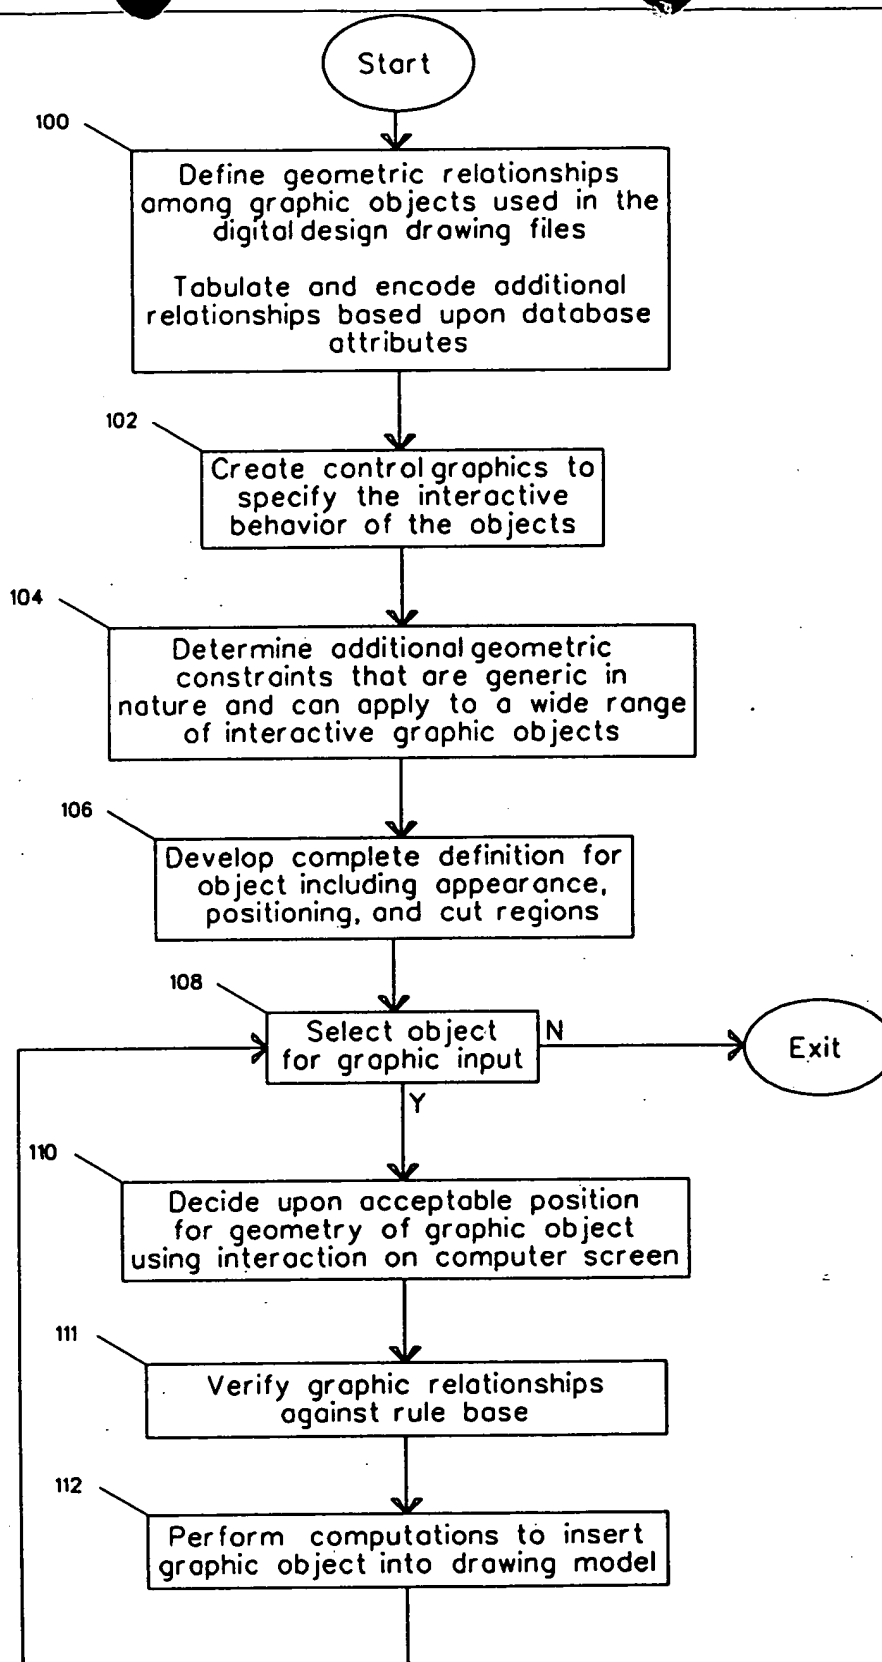 Start
100
Define geometric relationships
among graphic objects used in the
digital design drawing files
Tabulate and encode additional
relationships based upon database
attributes
102
Create control graphics to
specify the interactive
behavior of the objects
104
Determine additional geometric
constraints that are generic in
nature and can apply to a wide range
of interactive graphic objects
106
Develop complete definition for
object including appearance,
positioning, and cut regions
108
Select object
for graphic input
N
Exit
Y
110
Decide upon acceptable position
for geometry of graphic object
using interaction on computer screen
111
Verify graphic relationships
against rule base
112
Perform computations to insert
graphic object into drawing model